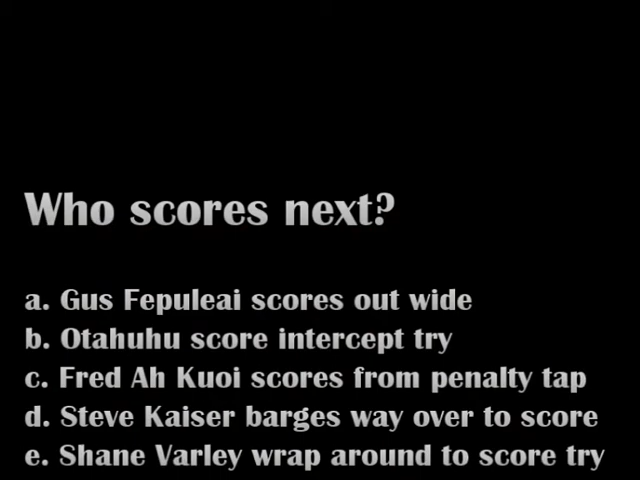 Who scores next?
a. Gus Fepuleai scores out wide
b. Otahuhu score intercept try
c. Fred Ah Kuoi scores from penalty tap
d. Steve Kaiser barges way over to score
e. Shane Varley wrap around to score try